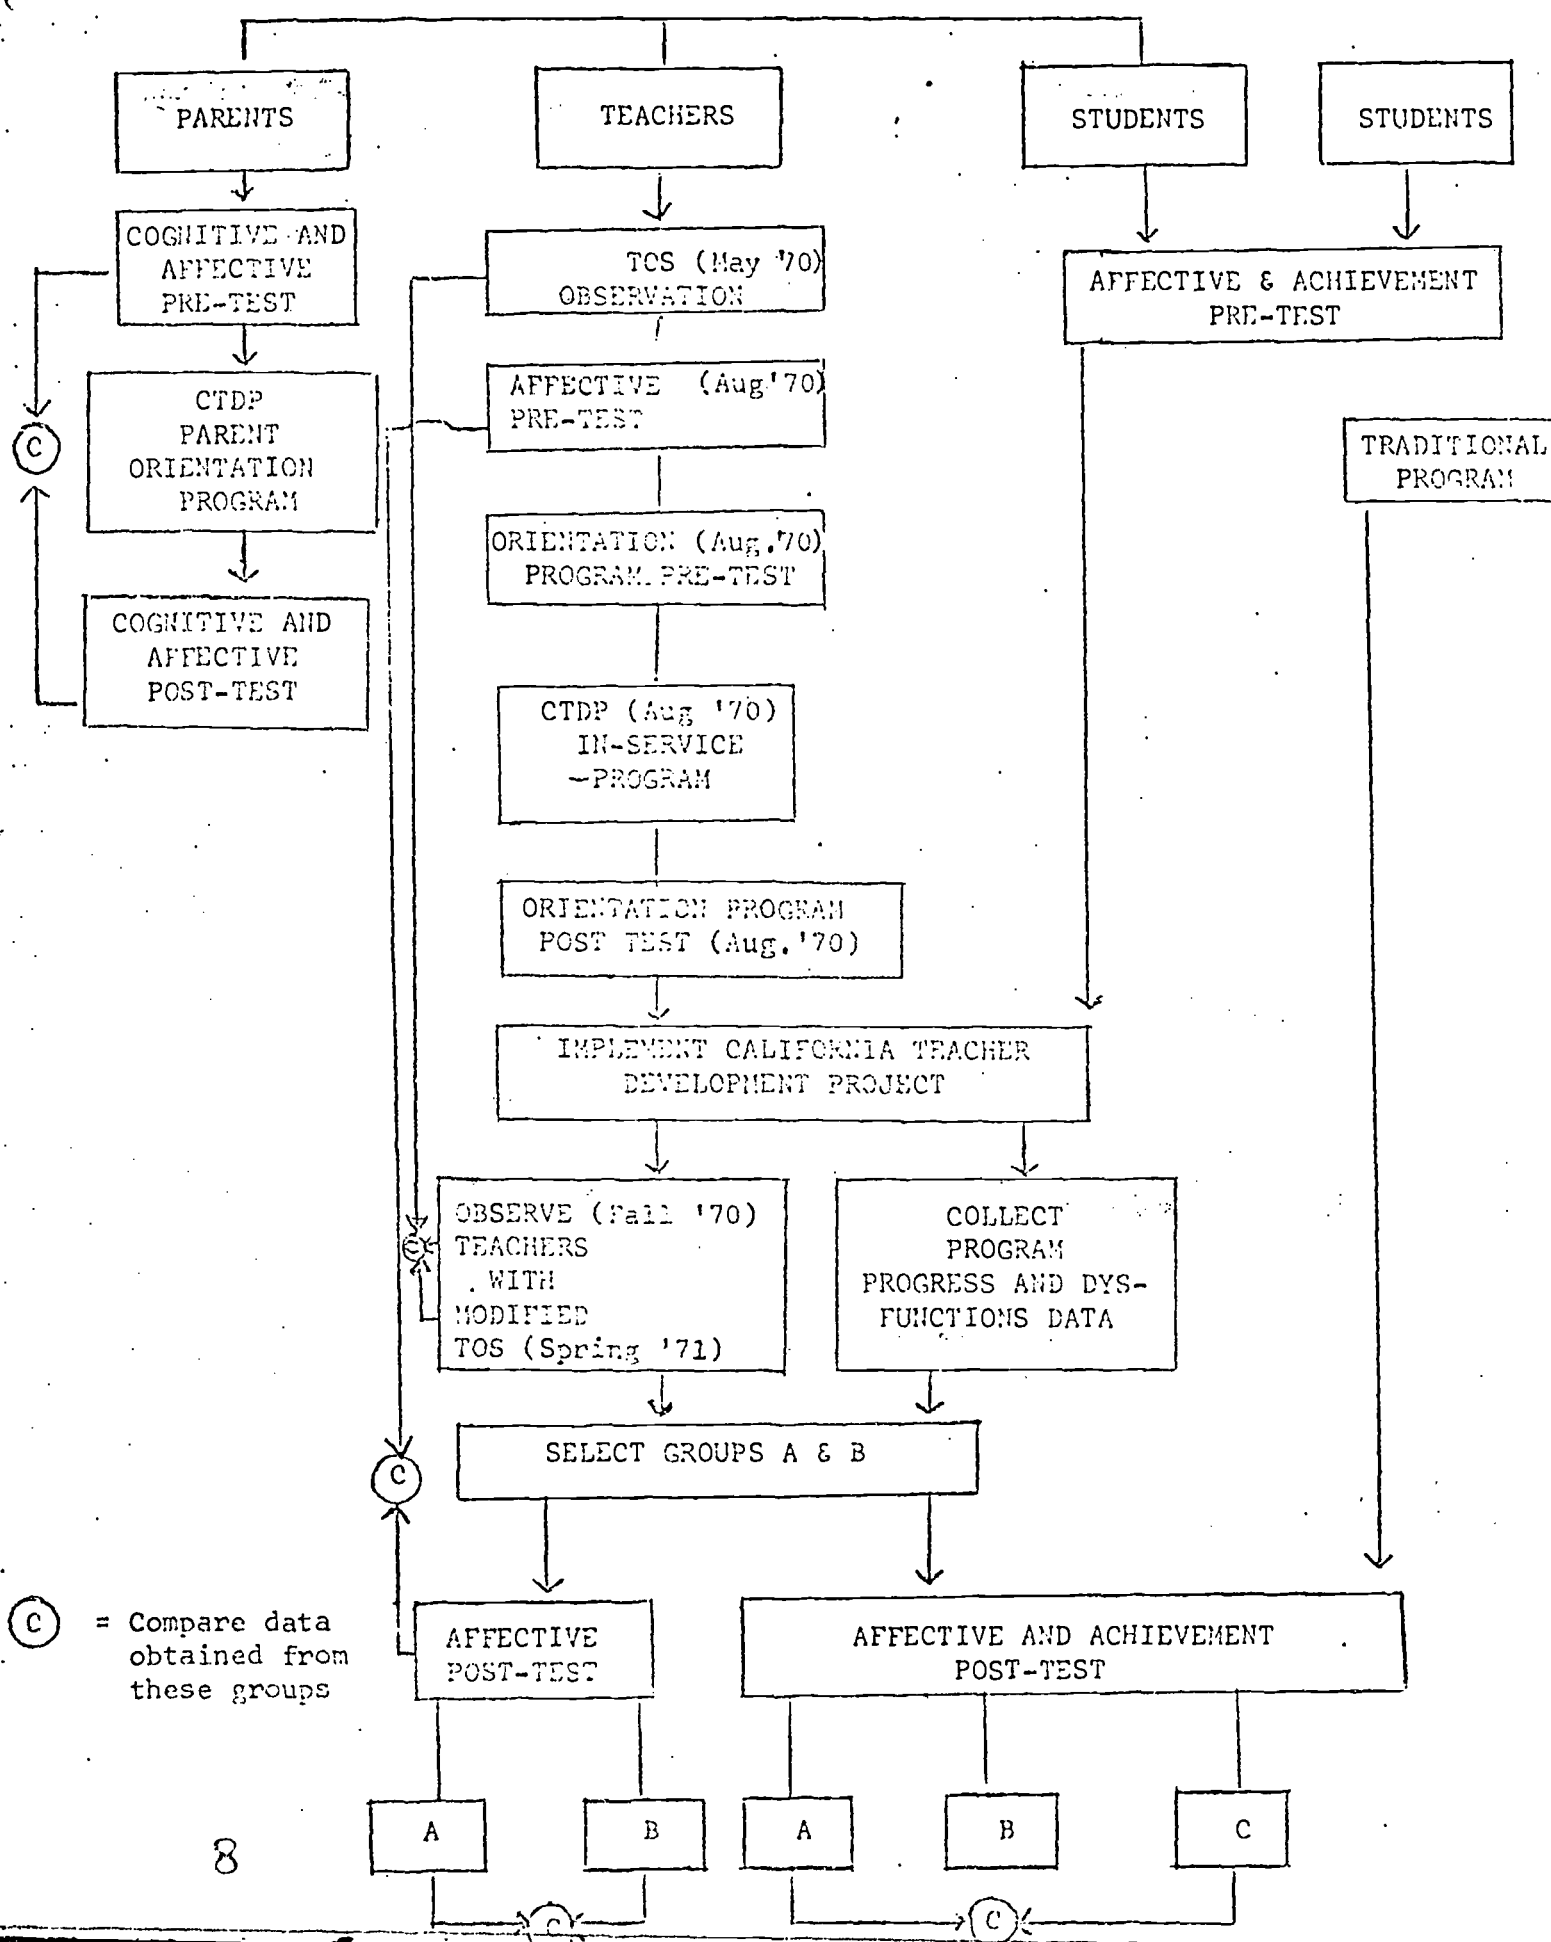 PARENTS
TEACHERS
STUDENTS
STUDENTS
COGNITIVE AND
AFFECTIVE
PRE-TEST
TOS (May '70)
OBSERVATION
AFFECTIVE & ACHIEVEMENT
PRE-TEST
CTDP
PARENT
ORIENTATION
PROGRAM
AFFECTIVE (Aug '70)
PRE-TEST
C
TRADITIONAL
PROGRAM
ORIENTATION (Aug. '70)
PROGRAM PRE-TEST
COGNITIVE AND
AFFECTIVE
POST-TEST
CTDP (Aug '70)
IN-SERVICE
-PROGRAM
ORIENTATION PROGRAM
POST TEST (Aug. '70)
IMPLEMENT CALIFORNIA TEACHER
DEVELOPMENT PROJECT
OBSERVE (Fall '70)
TEACHERS
WITH
MODIFIED
TOS (Spring '71)
C
COLLECT
PROGRAM
PROGRESS AND DYS-
FUNCTIONS DATA
SELECT GROUPS A & B
C
C = Compare data
obtained from
these groups
AFFECTIVE
POST-TEST
AFFECTIVE AND ACHIEVEMENT
POST-TEST
A
B
A
B
C
8
C
C